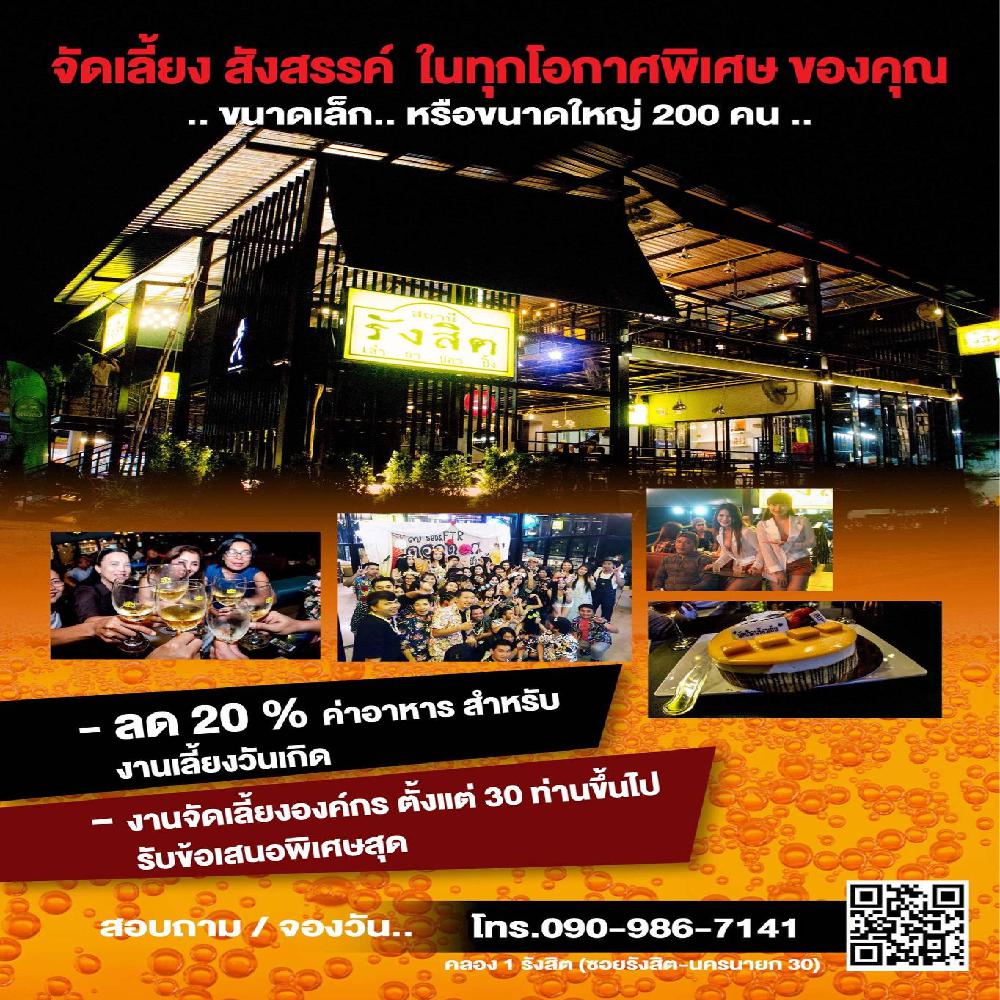 จัดเลี้ยง สังสรรค์ ในทุกโอกาศพิเศษ ของคุณ
.. ขนาดเล็ก.. หรือขนาดใหญ่ 200 คน ..
สถานี
รังสิต
- ลด 20 % ค่าอาหาร สำหรับ
งานเลี้ยงวันเกิด
- งานจัดเลี้ยงองค์กร ตั้งแต่ 30 ท่านขึ้นไป
รับข้อเสนอพิเศษสุด
สอบถาม / จองวัน.. โทร.090-986-7141
คลอง 1 รังสิต (ซอยรังสิต-นครนายก 30)